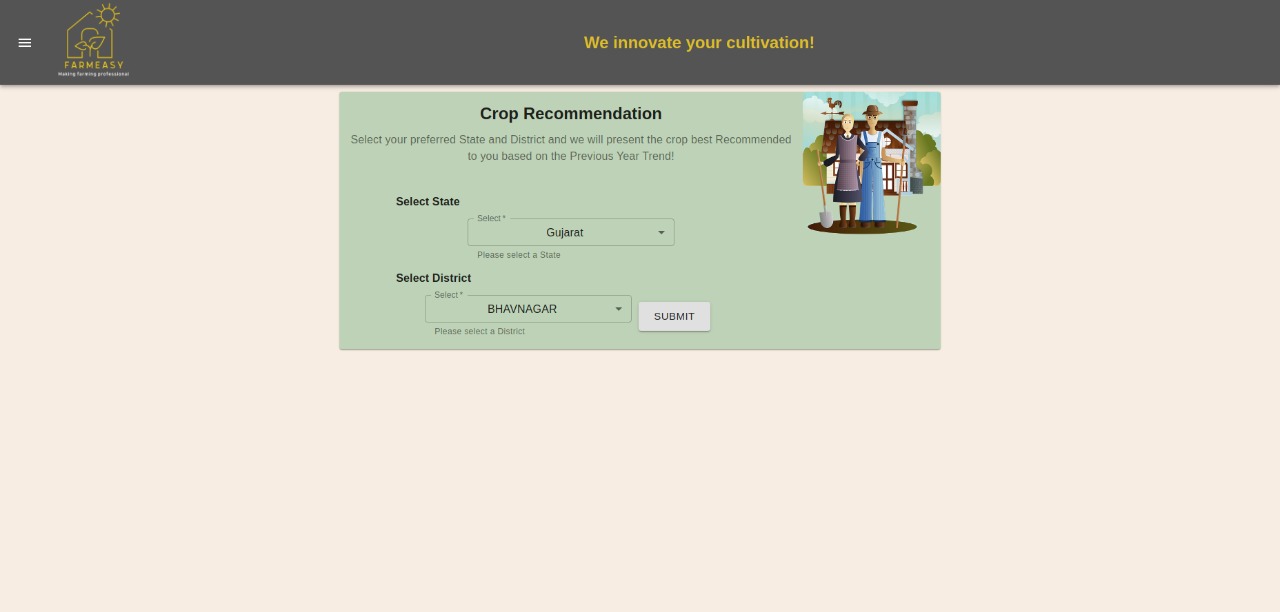 FARMEASY
Making farming professional
We innovate your cultivation!
Crop Recommendation
Select your preferred State and District and we will present the crop best Recommended
to you based on the Previous Year Trend!
Select State
Select *
Gujarat
Please select a State
Select District
Select *
BHAVNAGAR
Please select a District
SUBMIT